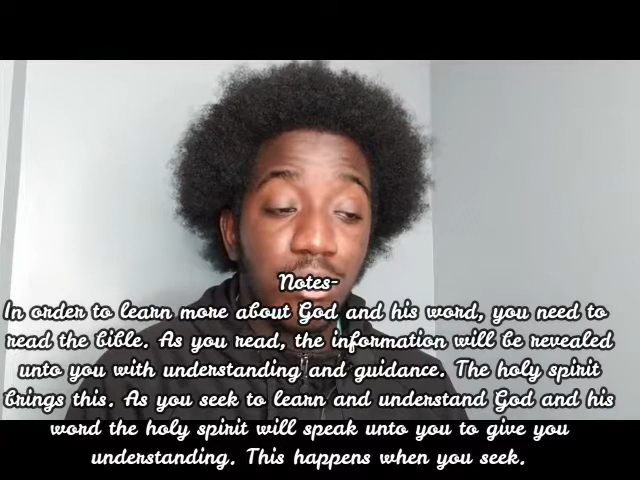 Notes-
In order to learn more about God and his word, you need to
read the bible. As you read, the information will be revealed
unto you with understanding and guidance. The holy spirit
brings this. As you seek to learn and understand God and his
word the holy spirit will speak unto you to give you
understanding. This happens when you seek.